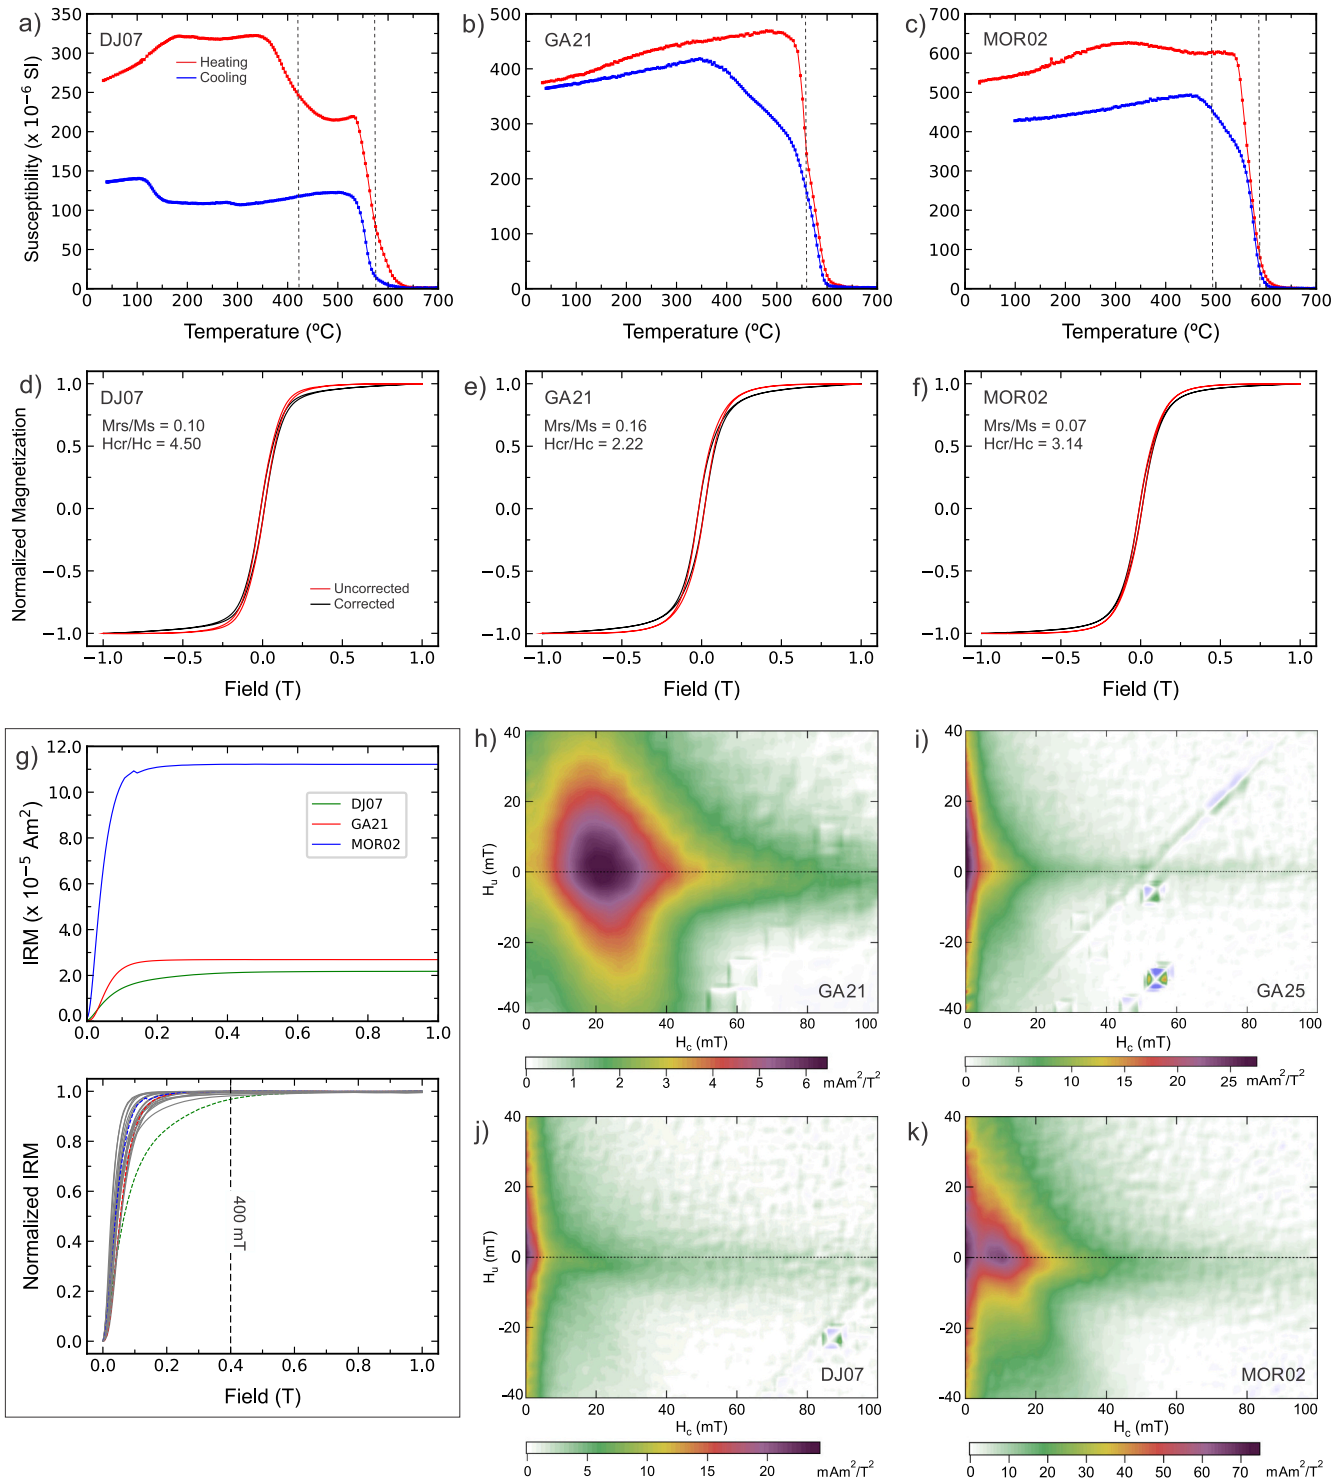 a)
DJ07
Heating
Cooling
Susceptibility (x 10⁻⁶ SI)
350
325
300
250
225
200
150
125
100
50
25
0
0 100 200 300 400 500 600 700
Temperature (ºC)
b)
GA21
500
400
300
200
100
0
0 100 200 300 400 500 600 700
Temperature (ºC)
c)
MOR02
700
600
500
400
300
200
100
0
0 100 200 300 400 500 600 700
Temperature (ºC)
d)
DJ07
Mrs/Ms = 0.10
Hcr/Hc = 4.50
Uncorrected
Corrected
Normalized Magnetization
1.0
0.5
0.0
−0.5
−1.0
−1.0 −0.5 0.0 0.5 1.0
Field (T)
e)
GA21
Mrs/Ms = 0.16
Hcr/Hc = 2.22
1.0
0.5
0.0
−0.5
−1.0
−1.0 −0.5 0.0 0.5 1.0
Field (T)
f)
MOR02
Mrs/Ms = 0.07
Hcr/Hc = 3.14
1.0
0.5
0.0
−0.5
−1.0
−1.0 −0.5 0.0 0.5 1.0
Field (T)
g)
IRM (x 10⁻⁵ Am²)
12.0
10.0
8.0
6.0
4.0
2.0
0.0
DJ07
GA21
MOR02
0.0 0.2 0.4 0.6 0.8 1.0
Normalized IRM
1.0
0.8
0.6
0.4
0.2
0.0
400 mT
0.0 0.2 0.4 0.6 0.8 1.0
Field (T)
h)
40
20
0
-20
-40
Hᵤ (mT)
GA21
0 20 40 60 80 100
H꜀ (mT)
0 1 2 3 4 5 6 mAm²/T²
i)
40
20
0
-20
-40
GA25
0 20 40 60 80 100
H꜀ (mT)
0 5 10 15 20 25 mAm²/T²
j)
40
20
0
-20
-40
Hᵤ (mT)
DJ07
0 20 40 60 80 100
H꜀ (mT)
0 5 10 15 20 mAm²/T²
k)
40
20
0
-20
-40
MOR02
0 20 40 60 80 100
H꜀ (mT)
0 10 20 30 40 50 60 70 mAm²/T²